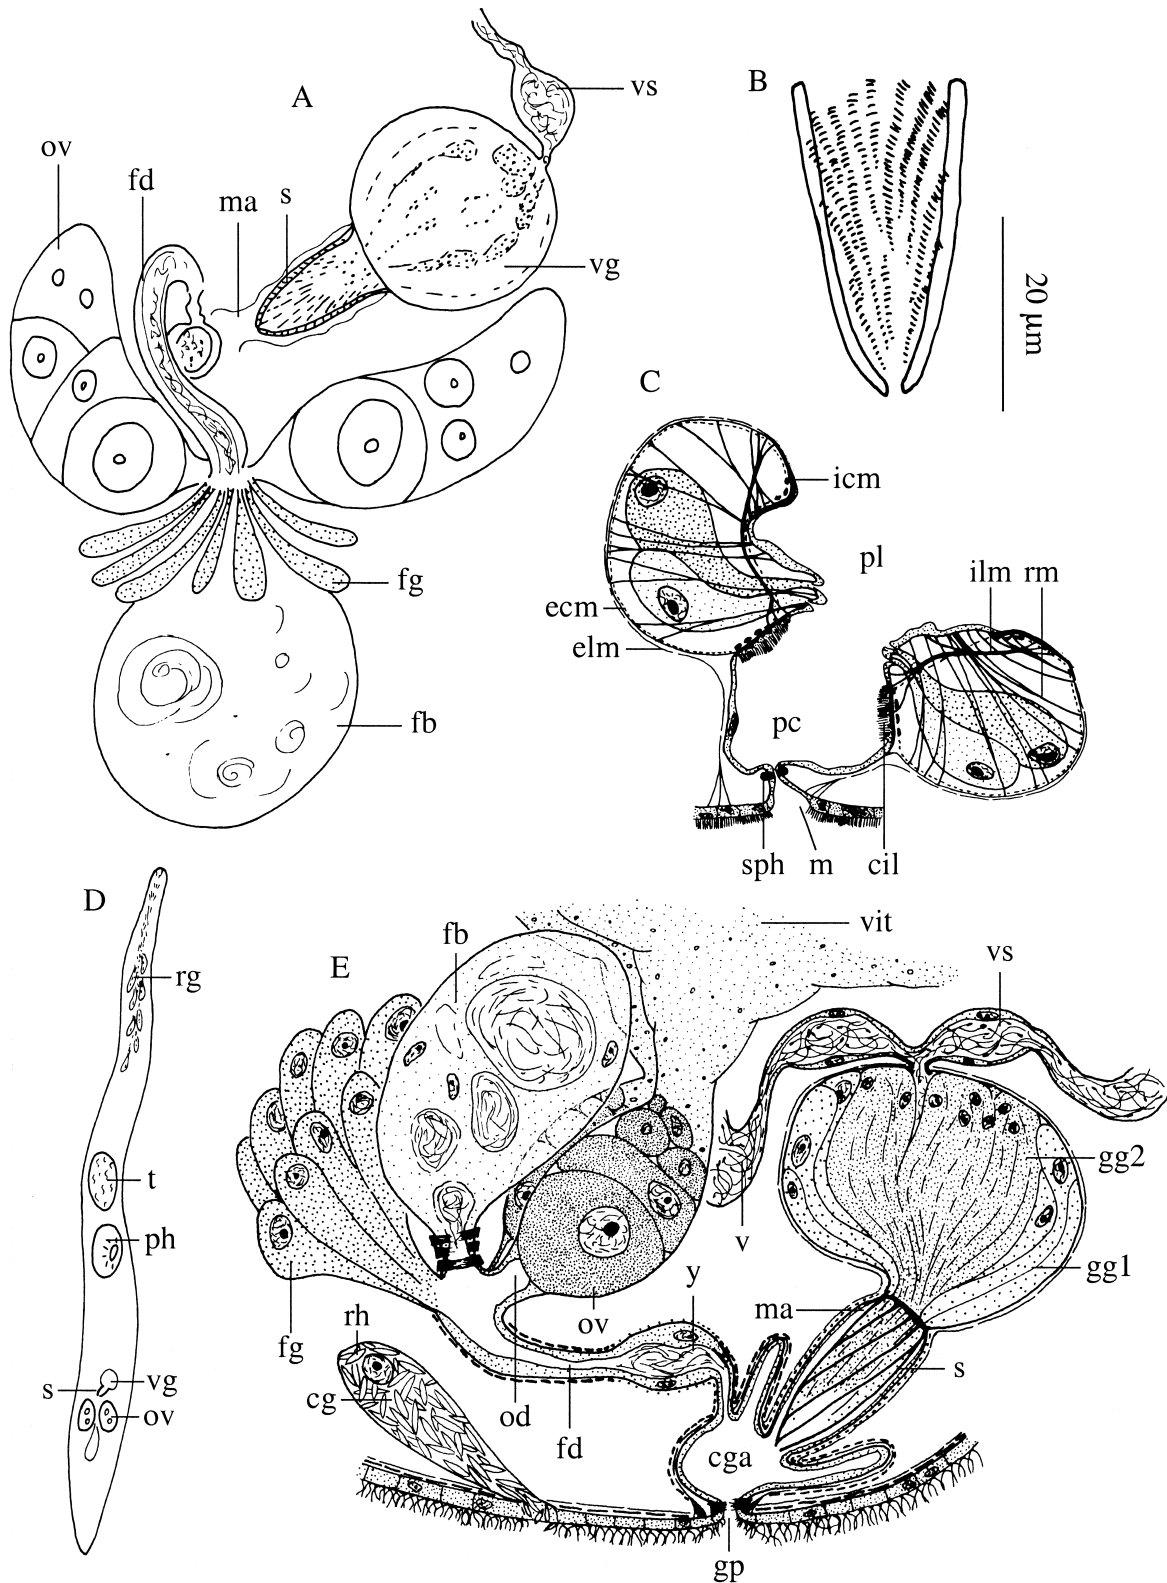 A
vs
B
ov
fd
ma
s
vg
20 µm
C
icm
pl
ilm rm
ecm
elm
fg
fb
pc
sph
m
cil
D
rg
E
fb
vit
vs
t
ph
gg2
gg1
v
y
ma
s
vg
ov
s
fg
rh
cg
od
fd
ov
cga
gp